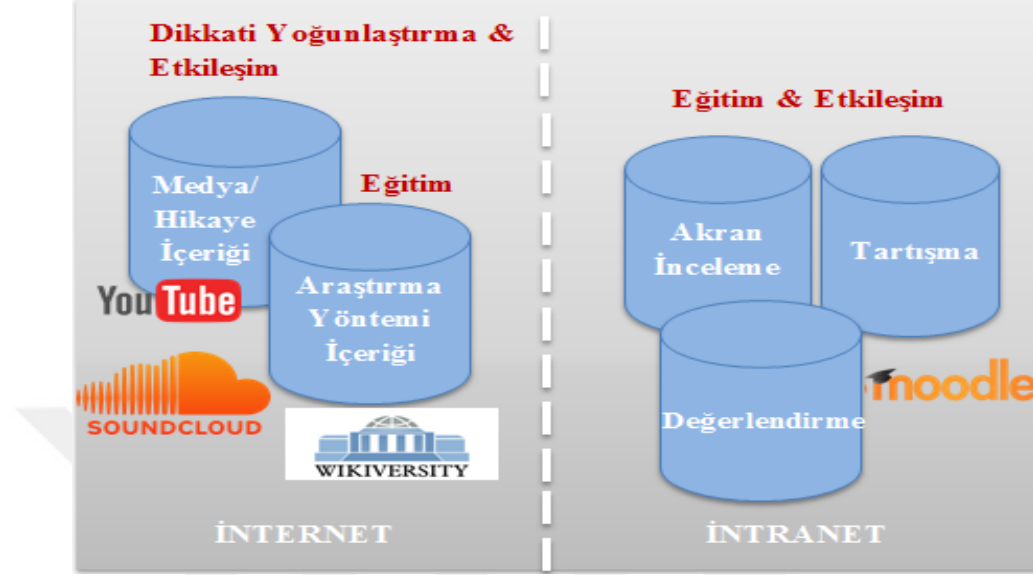 Dikkati Yoğunlaştırma &
Etkileşim
Medya/
Hikaye
İçeriği
Eğitim
Araştırma
Yöntemi
İçeriği
YouTube
SOUNDCLOUD
WIKIVERSITY
İNTERNET
Eğitim & Etkileşim
Akran
İnceleme
Tartışma
Değerlendirme
moodle
İNTRANET